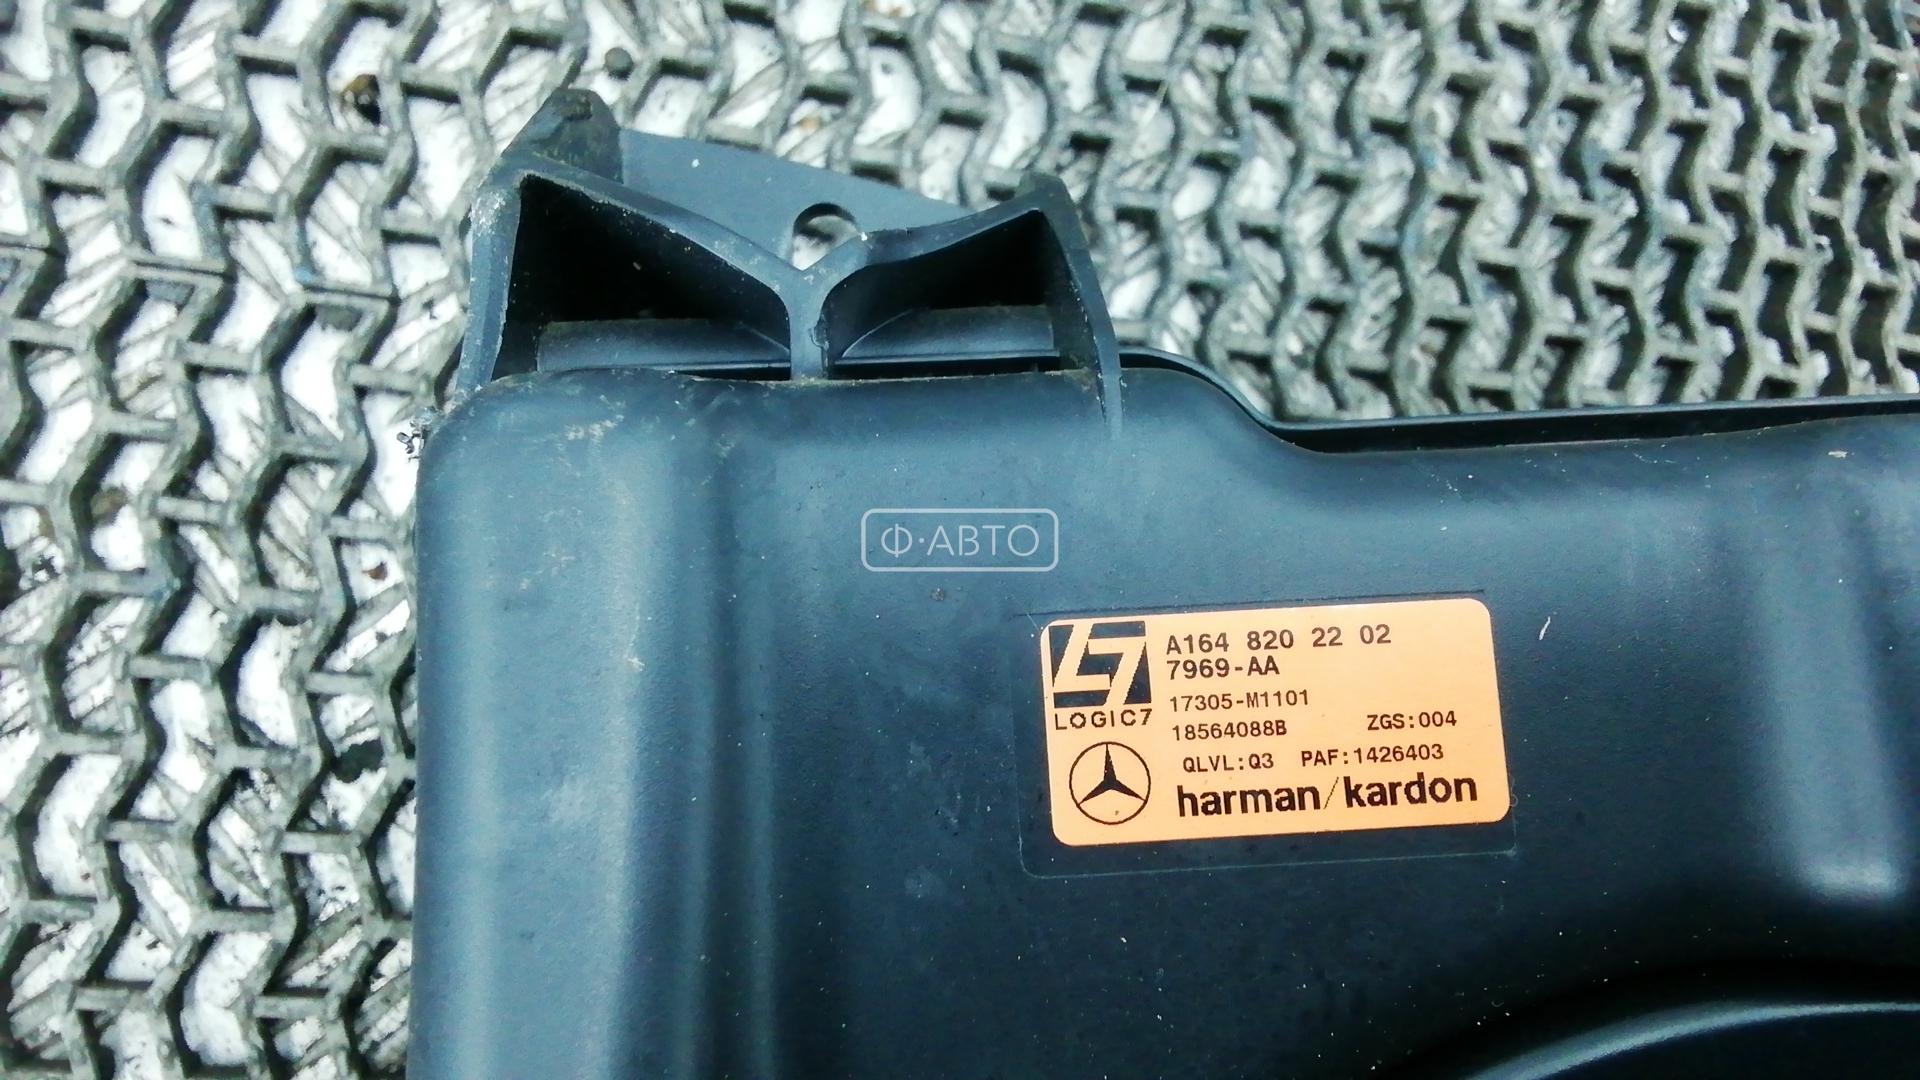 Ф·АВТО
A164 820 22 02
7969-AA
17305-M1101
LOGIC7
18564088B ZGS:004
QLVL:Q3 PAF:1426403
harman/kardon